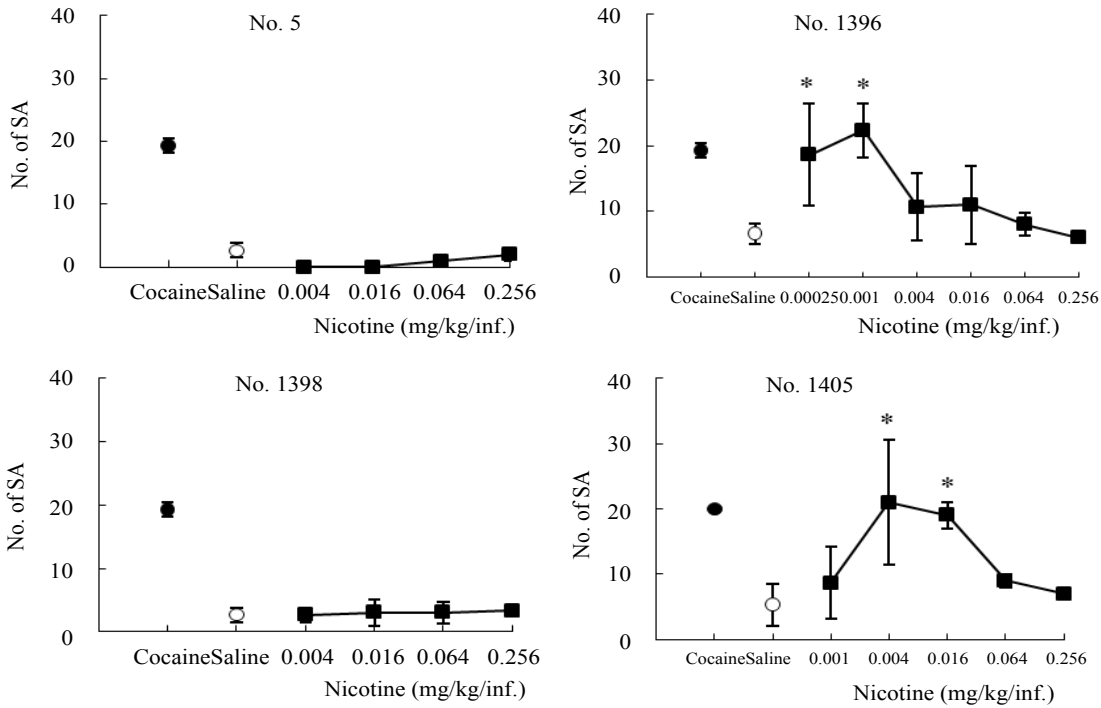 No. 5
40
30
20
10
0
No. of SA
CocaineSaline 0.004 0.016 0.064 0.256
Nicotine (mg/kg/inf.)
No. 1396
40
30
20
10
0
No. of SA
* *
CocaineSaline 0.000250.001 0.004 0.016 0.064 0.256
Nicotine (mg/kg/inf.)
No. 1398
40
30
20
10
0
No. of SA
CocaineSaline 0.004 0.016 0.064 0.256
Nicotine (mg/kg/inf.)
No. 1405
40
30
20
10
0
No. of SA
*
*
CocaineSaline 0.001 0.004 0.016 0.064 0.256
Nicotine (mg/kg/inf.)